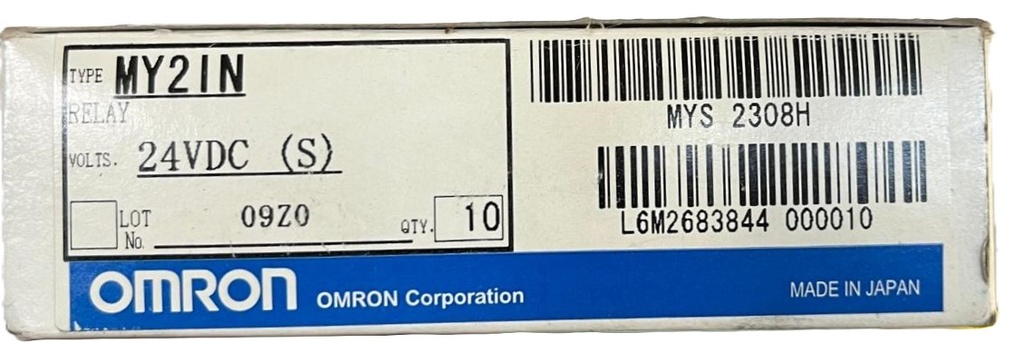 TYPE MY2IN
RELAY
VOLTS. 24VDC (S)
LOT No. 09Z0 QTY. 10
MYS 2308H
L6M2683844 000010
OMRON OMRON Corporation MADE IN JAPAN